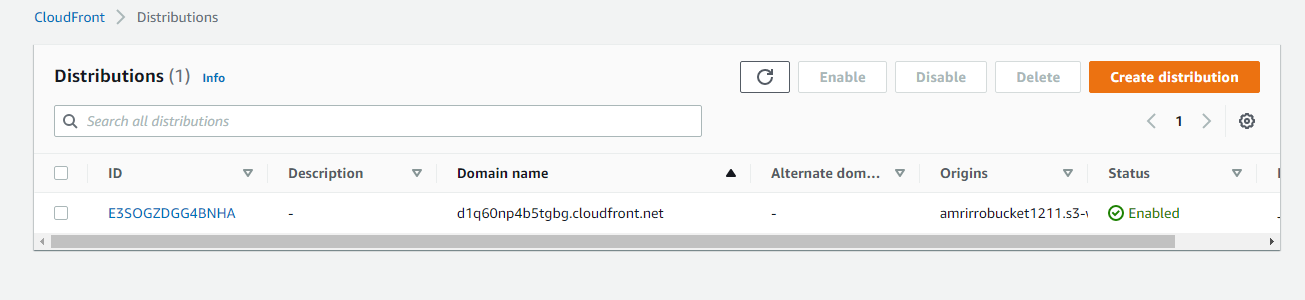 CloudFront > Distributions
Distributions (1) Info Enable Disable Delete Create distribution
Search all distributions 1
ID Description Domain name Alternate dom... Origins Status
E3SOGZDGG4BNHA - d1q60np4b5tgbg.cloudfront.net - amrirrobucket1211.s3-w Enabled